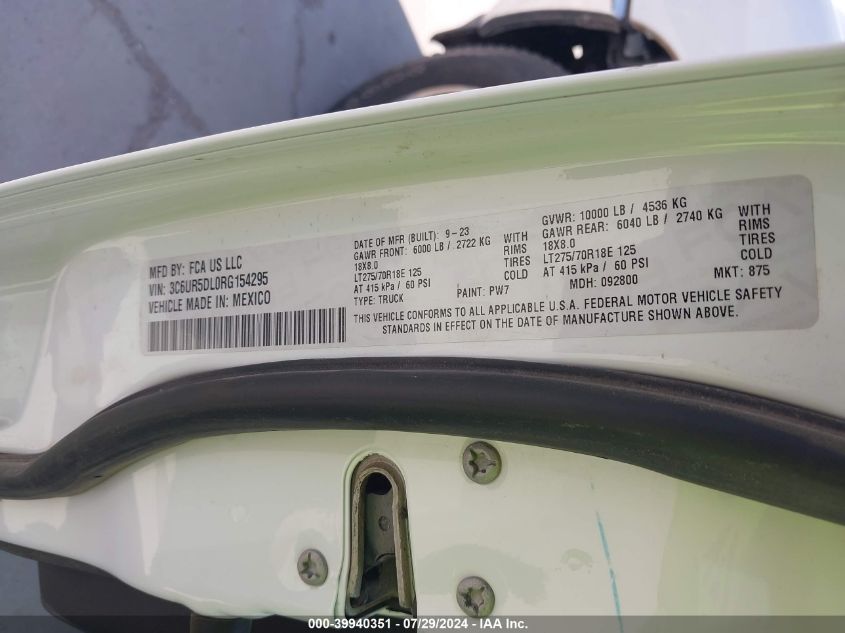 MFD BY: FCA US LLC
VIN: 3C6UR5DL0RG154295
VEHICLE MADE IN: MEXICO
DATE OF MFR (BUILT): 9-23
GAWR FRONT: 6000 LB / 2722 KG WITH
18X8.0 RIMS
LT275/70R18E 125 TIRES
AT 415 kPa / 60 PSI COLD
TYPE: TRUCK PAINT: PW7
GVWR: 10000 LB / 4536 KG
GAWR REAR: 6040 LB / 2740 KG WITH
18X8.0 RIMS
LT275/70R18E 125 TIRES
AT 415 kPa / 60 PSI COLD
MDH: 092800 MKT: 875
THIS VEHICLE CONFORMS TO ALL APPLICABLE U.S.A. FEDERAL MOTOR VEHICLE SAFETY
STANDARDS IN EFFECT ON THE DATE OF MANUFACTURE SHOWN ABOVE.
000-39940351 - 07/29/2024 - IAA Inc.